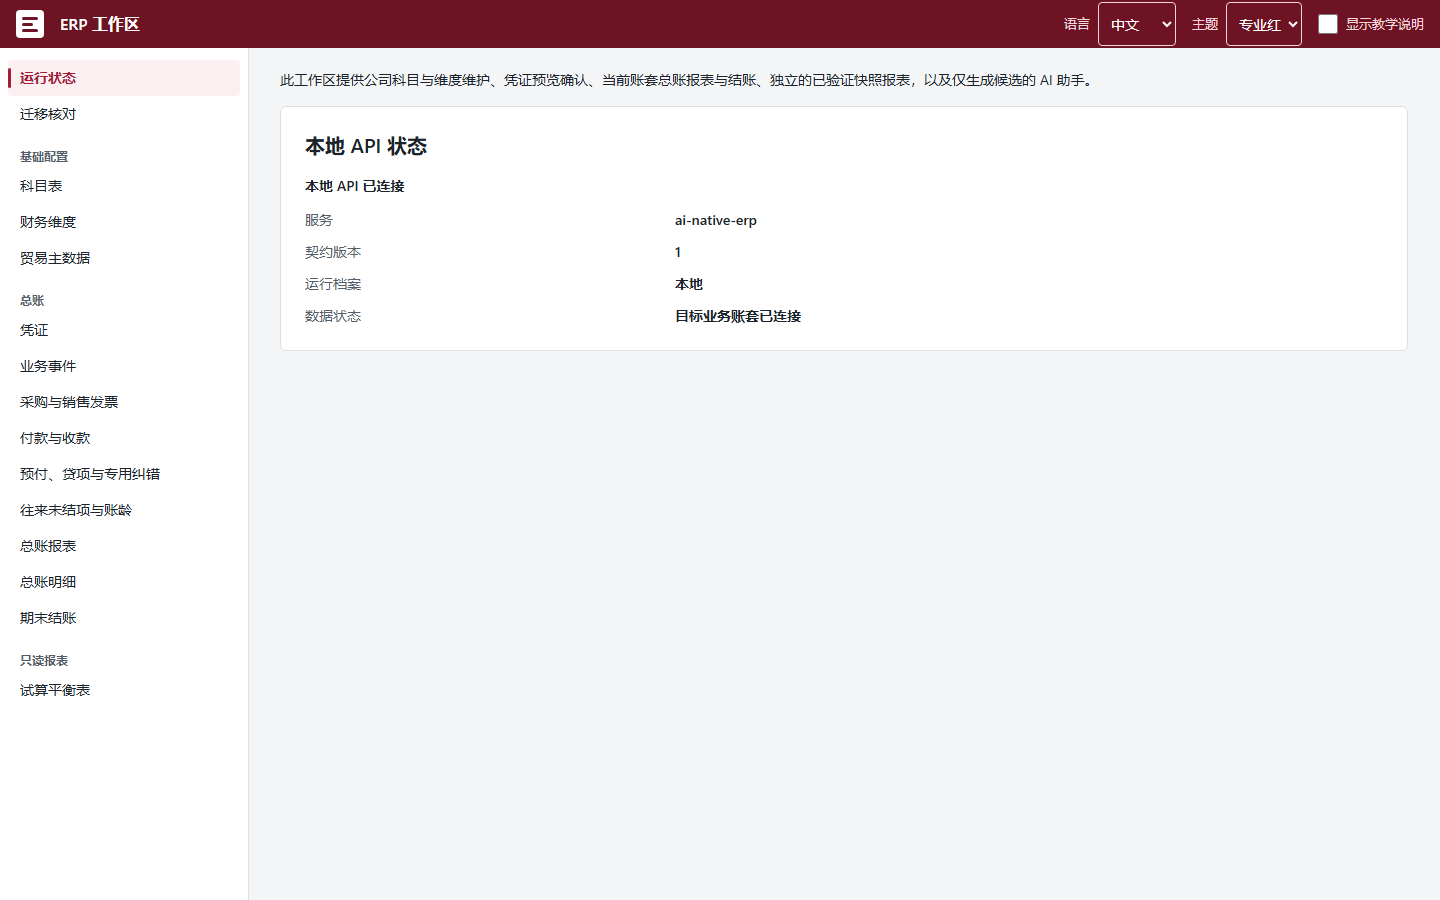 ERP 工作区
语言 中文 主题 专业红 显示教学说明
运行状态
迁移核对
基础配置
科目表
财务维度
贸易主数据
总账
凭证
业务事件
采购与销售发票
付款与收款
预付、贷项与专用纠错
往来未结项与账龄
总账报表
总账明细
期末结账
只读报表
试算平衡表
此工作区提供公司科目与维度维护、凭证预览确认、当前账套总账报表与结账、独立的已验证快照报表，以及仅生成候选的 AI 助手。
本地 API 状态
本地 API 已连接
服务 ai-native-erp
契约版本 1
运行档案 本地
数据状态 目标业务账套已连接